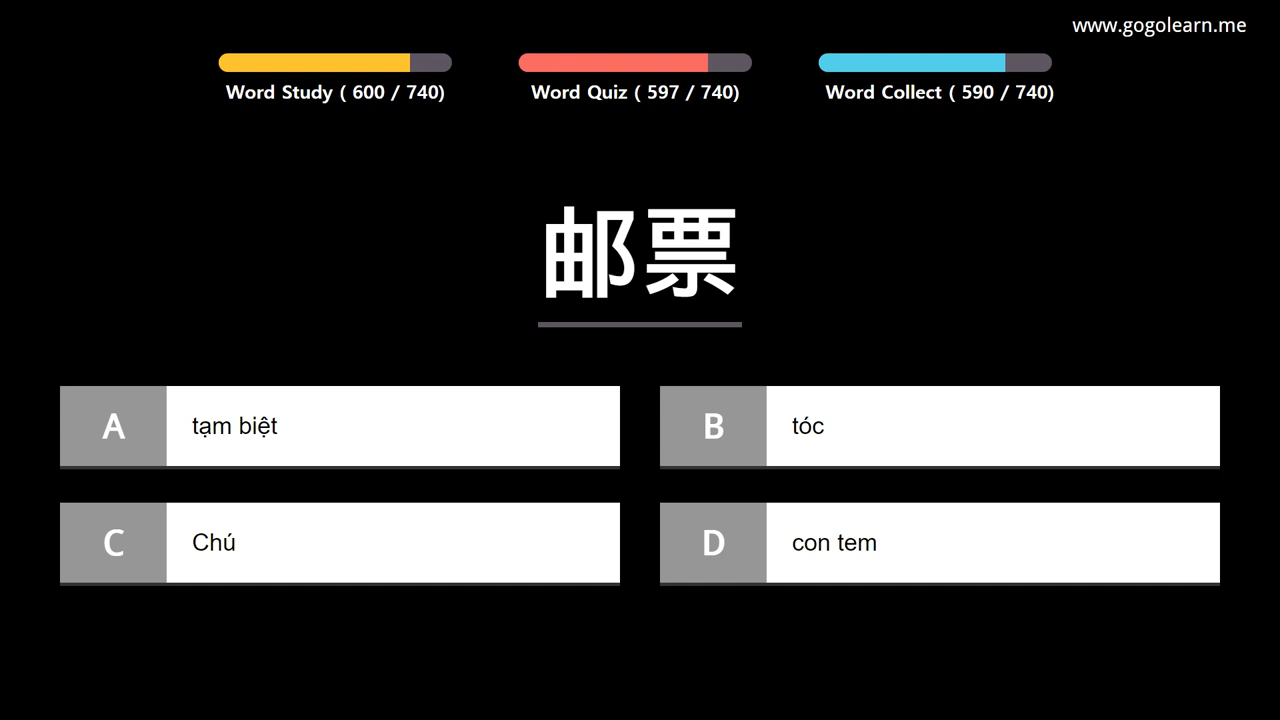 www.gogolearn.me
Word Study ( 600 / 740)
Word Quiz ( 597 / 740)
Word Collect ( 590 / 740)
邮票
A tạm biệt
B tóc
C Chú
D con tem